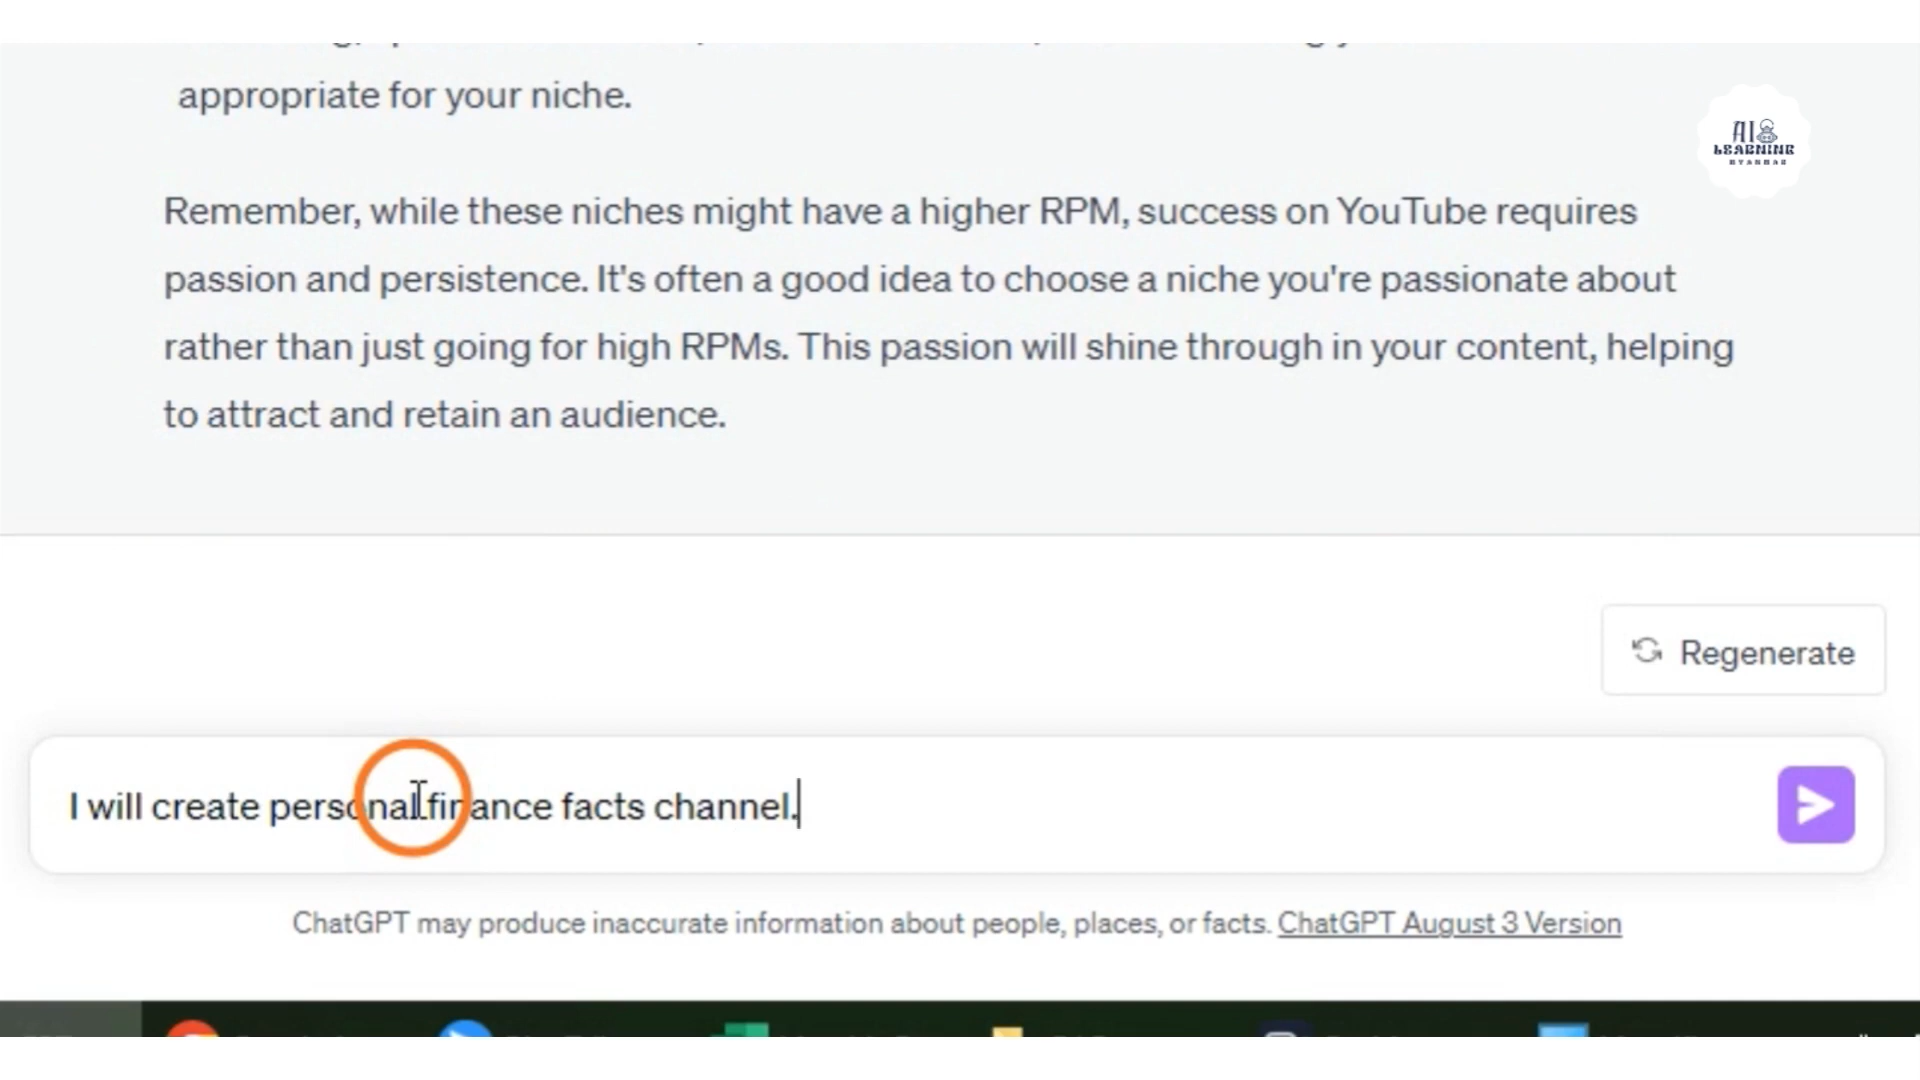 appropriate for your niche.
AI
LEARNING
MYANMAR
Remember, while these niches might have a higher RPM, success on YouTube requires
passion and persistence. It's often a good idea to choose a niche you're passionate about
rather than just going for high RPMs. This passion will shine through in your content, helping
to attract and retain an audience.
Regenerate
I will create personal finance facts channel.
ChatGPT may produce inaccurate information about people, places, or facts. ChatGPT August 3 Version